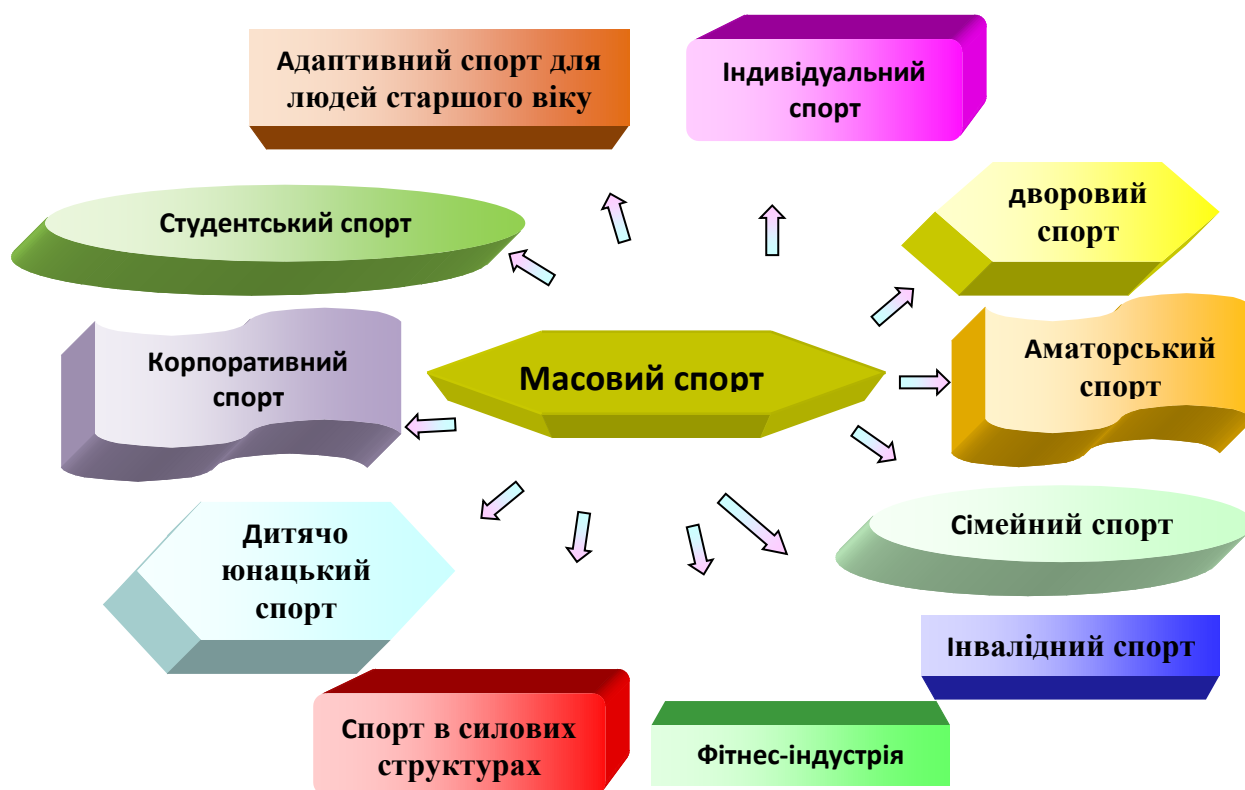 Адаптивний спорт для
людей старшого віку
Індивідуальний
спорт
дворовий
спорт
Студентський спорт
Корпоративний
спорт
Масовий спорт
Аматорський
спорт
Дитячо
юнацький
спорт
Сімейний спорт
Інвалідний спорт
Спорт в силових
структурах
Фітнес-індустрія